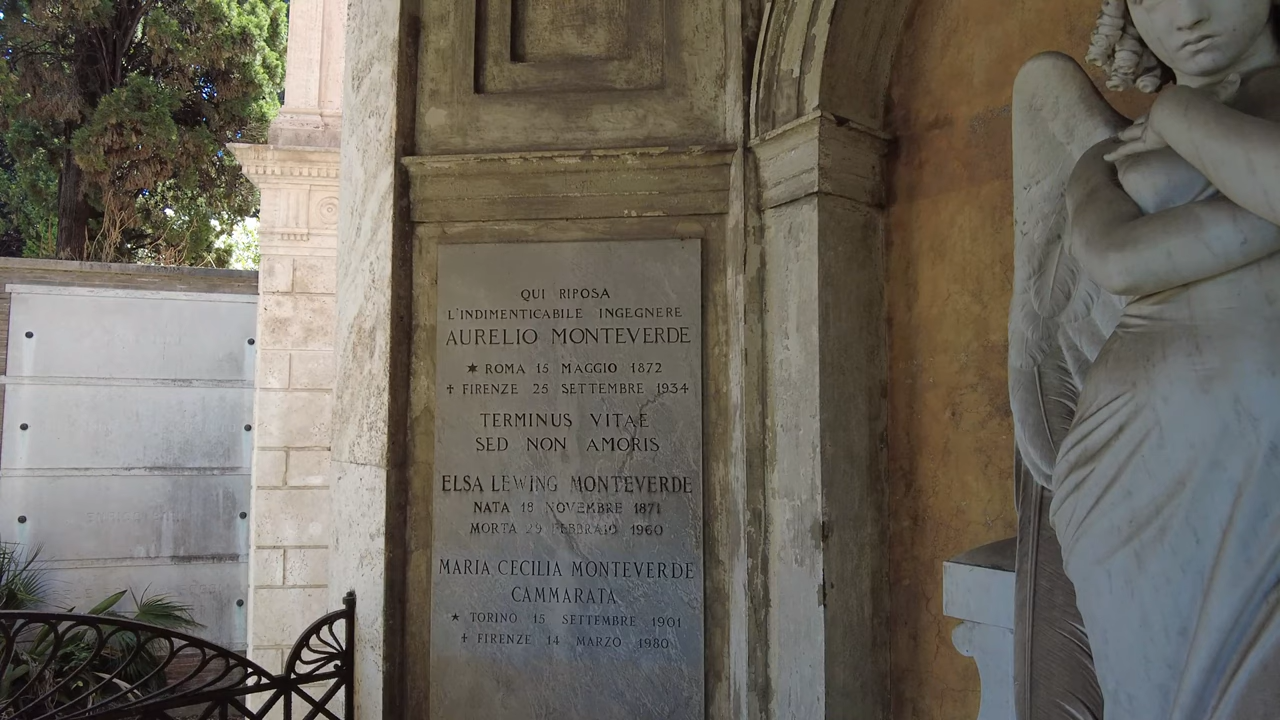 QUI RIPOSA
L'INDIMENTICABILE INGEGNERE
AURELIO MONTEVERDE
★ ROMA 15 MAGGIO 1872
✝ FIRENZE 25 SETTEMBRE 1934
TERMINUS VITAE
SED NON AMORIS
ELSA LEWING MONTEVERDE
NATA 18 NOVEMBRE 1871
MORTA 29 FEBBRAIO 1960
MARIA CECILIA MONTEVERDE
CAMMARATA
★ TORINO 15 SETTEMBRE 1901
✝ FIRENZE 14 MARZO 1980